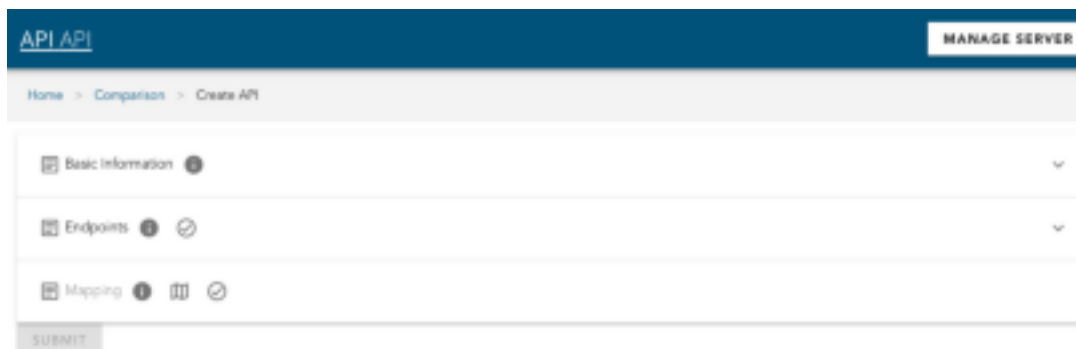 API API
MANAGE SERVER
Home > Comparison > Create API
Basic Information
Endpoints
Mapping
SUBMIT